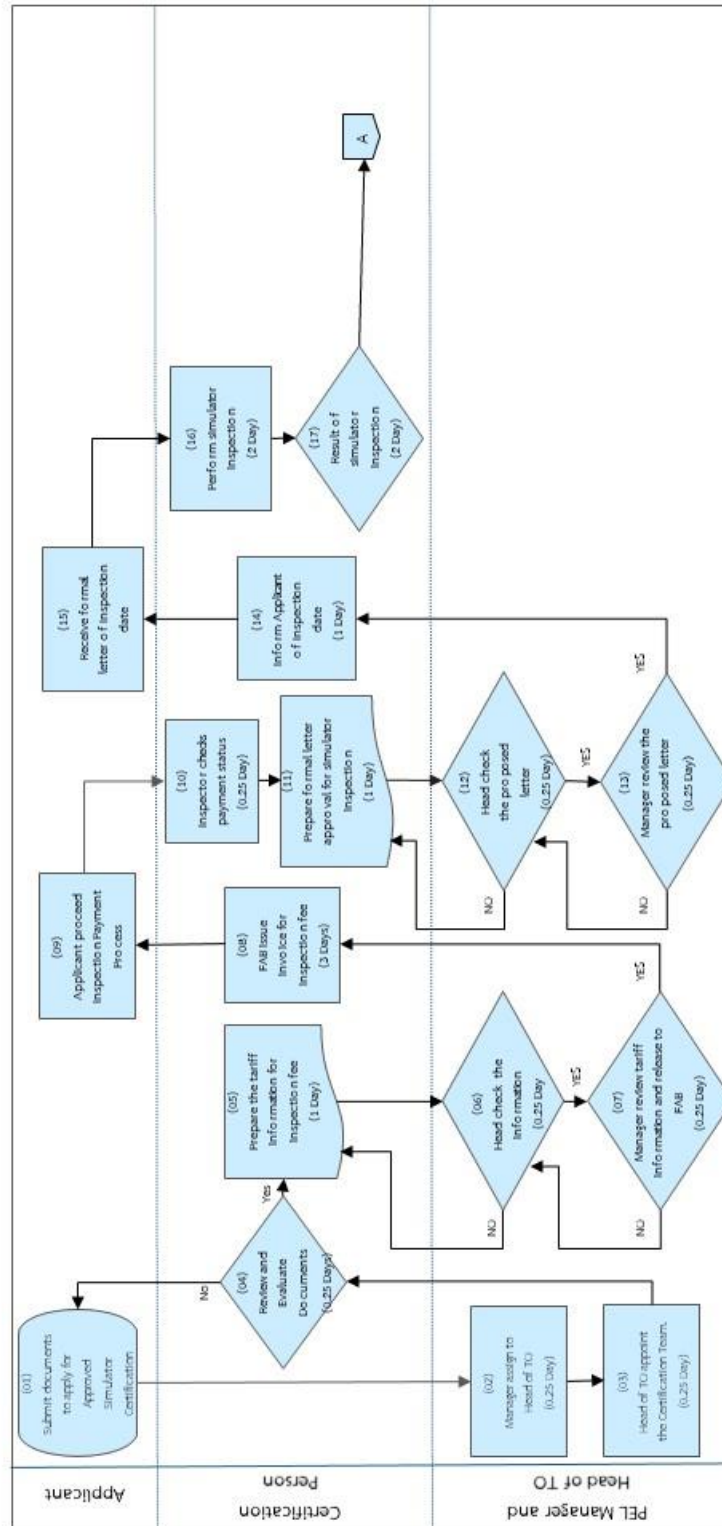 Applicant
Certification
Person
PEL Manager and
Head of TO
(01)
Submit documents
to apply for
Approved
Simulator
Certification
(02)
Manager assign to
Head of TO
(0.25 Day)
(03)
Head of TO appoint
the Certification Team.
(0.25 Day)
(04)
Review and
Evaluate
Documents
(0.25 Days)
No
Yes
(05)
Prepare the tariff
Information for
Inspection fee
(1 Day)
(06)
Head check the
Information
(0.25 Day
NO
YES
(07)
Manager review tariff
Information and release to
FAB
(0.25 Day)
NO
YES
(08)
FAB Issue
Invoice for
Inspection fee
(3 Days)
(09)
Applicant proceed
Inspection Payment
Process
(10)
Inspector checks
payment status
(0.25 Day)
(11)
Prepare formal letter
approval for simulator
Inspection
(1 Day)
(12)
Head check
the proposed
letter
(0.25 Day)
NO
YES
(13)
Manager review the
proposed letter
(0.25 Day)
NO
YES
(14)
Inform Applicant
of Inspection
date
(1 Day)
(15)
Receive formal
letter of Inspection
date
(16)
Perform simulator
Inspection
(2 Day)
(17)
Result of
simulator
Inspection
(2 Day)
A